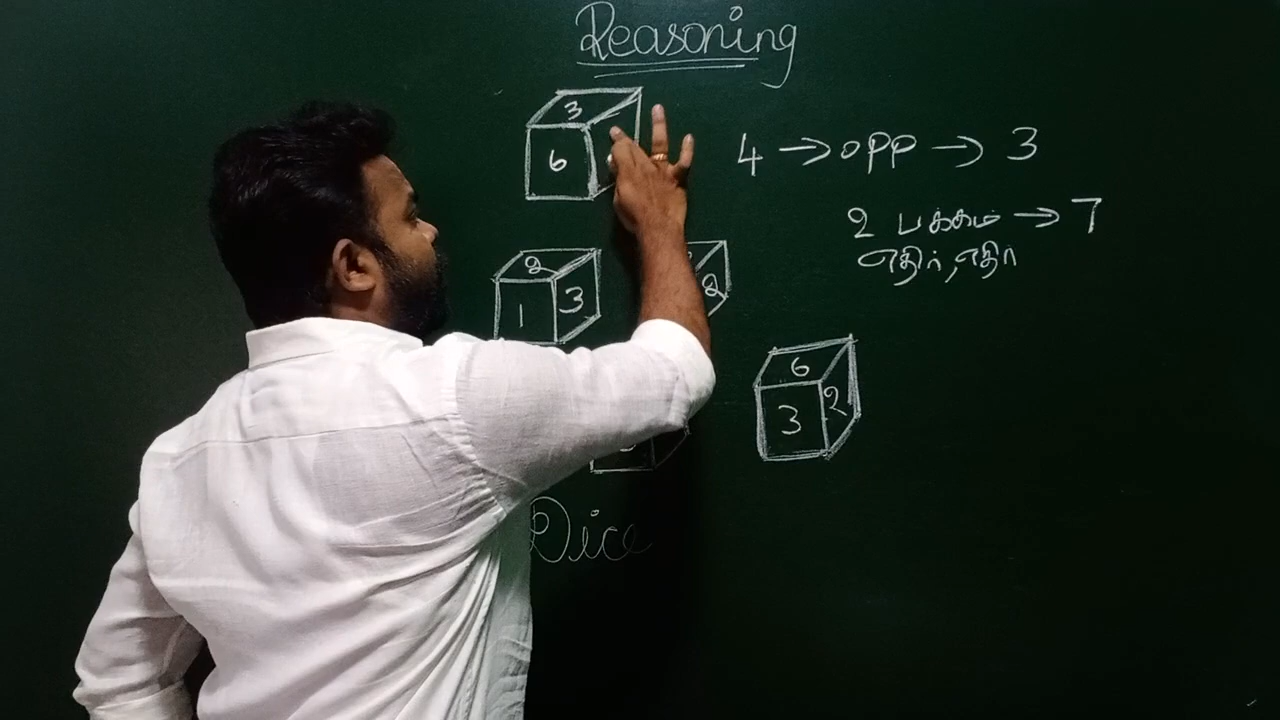 Reasoning
3
6
4 → opp → 3
2 பக்கம் → 7
எதிர், எதிர்
2
1 3
2
6
3 2
Dice